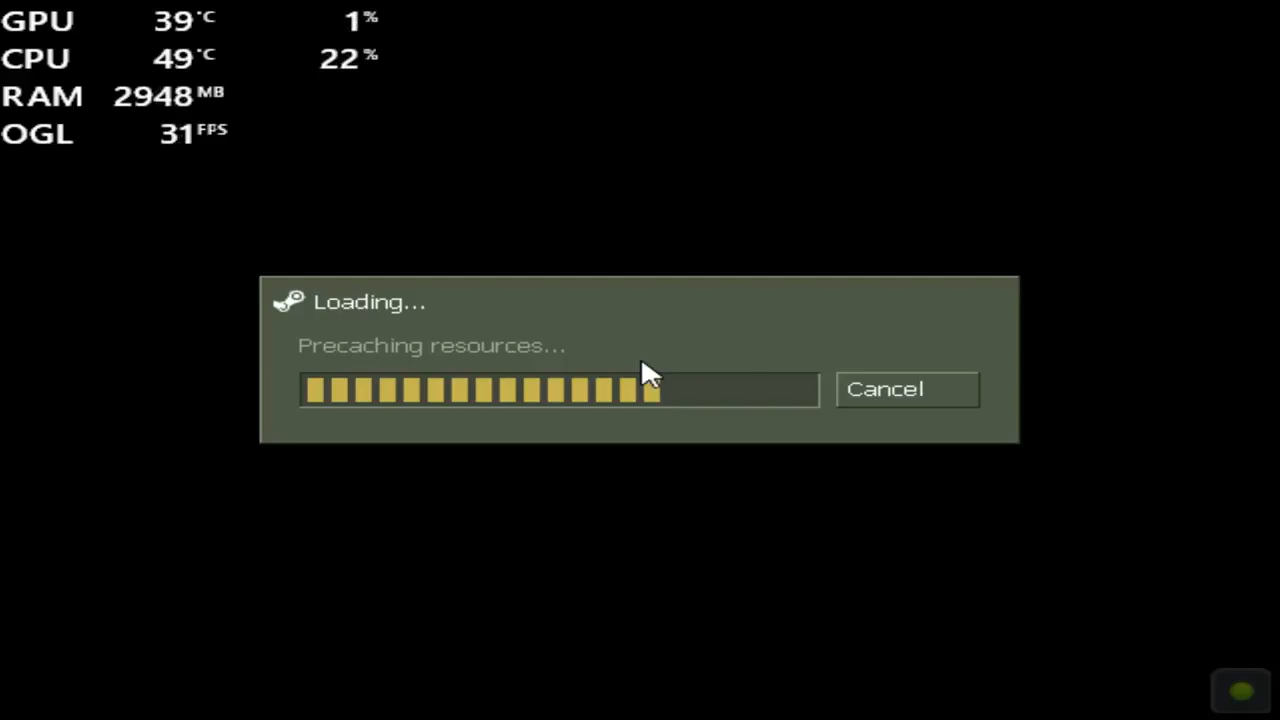 GPU 39°C 1%
CPU 49°C 22%
RAM 2948 MB
OGL 31 FPS
Loading...
Precaching resources...
Cancel